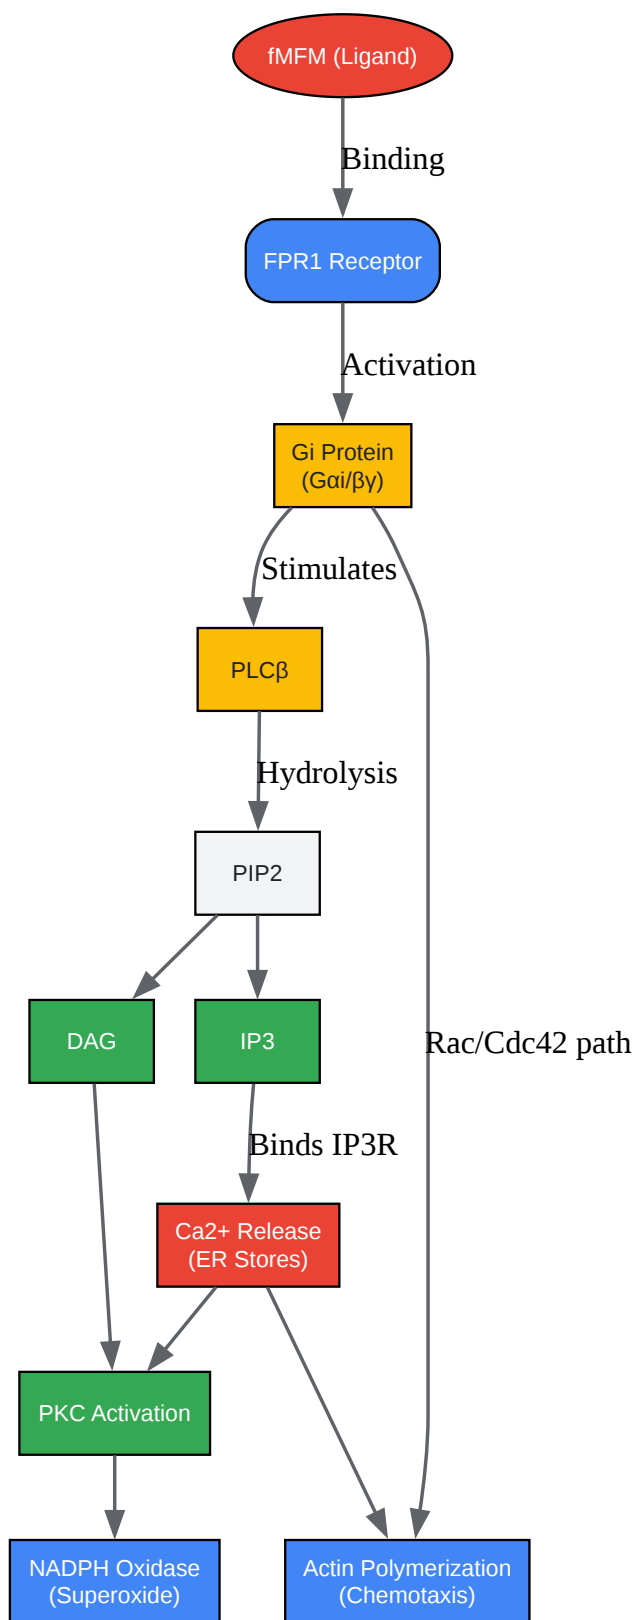 fMFM (Ligand)
Binding
FPR1 Receptor
Activation
Gi Protein
(Gαi/βγ)
Stimulates
PLCβ
Hydrolysis
PIP2
DAG
IP3
Rac/Cdc42 path
Binds IP3R
Ca2+ Release
(ER Stores)
PKC Activation
NADPH Oxidase
(Superoxide)
Actin Polymerization
(Chemotaxis)